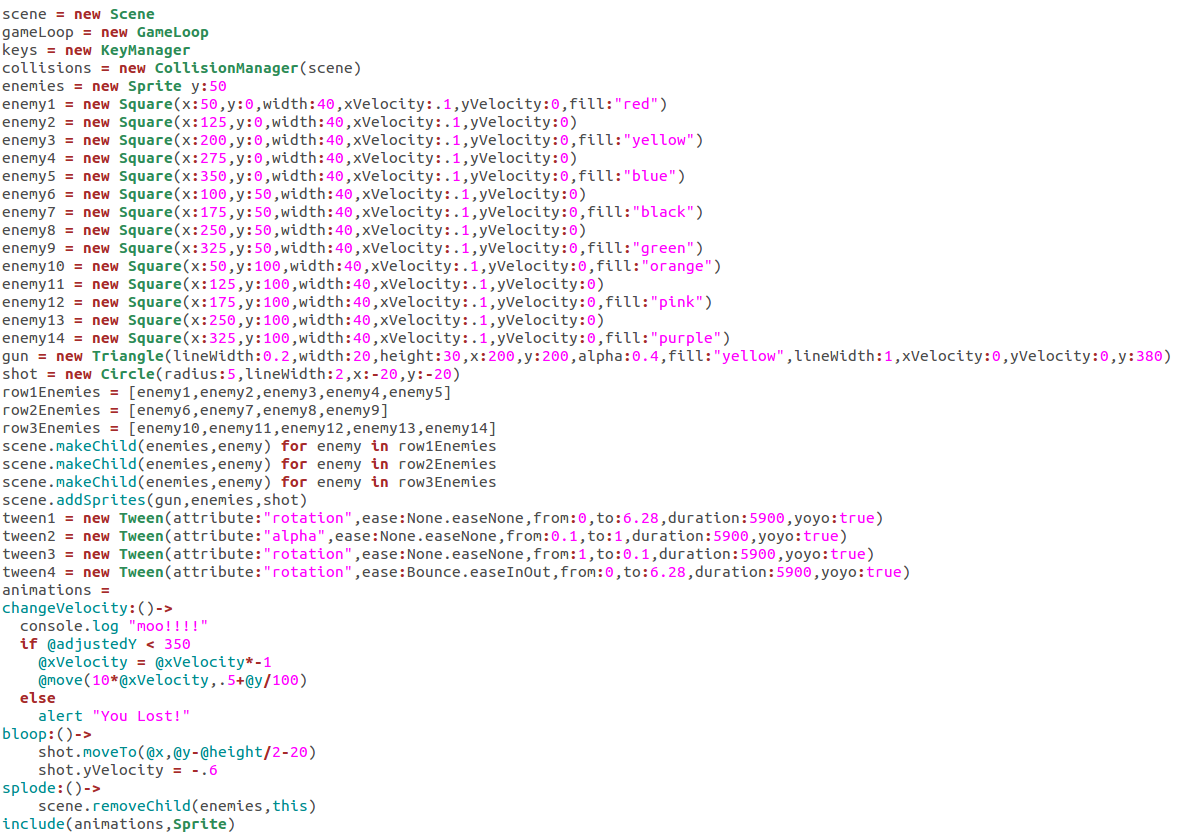 scene = new Scene
gameLoop = new GameLoop
keys = new KeyManager
collisions = new CollisionManager(scene)
enemies = new Sprite y:50
enemy1 = new Square(x:50,y:0,width:40,xVelocity:.1,yVelocity:0,fill:"red")
enemy2 = new Square(x:125,y:0,width:40,xVelocity:.1,yVelocity:0)
enemy3 = new Square(x:200,y:0,width:40,xVelocity:.1,yVelocity:0,fill:"yellow")
enemy4 = new Square(x:275,y:0,width:40,xVelocity:.1,yVelocity:0)
enemy5 = new Square(x:350,y:0,width:40,xVelocity:.1,yVelocity:0,fill:"blue")
enemy6 = new Square(x:100,y:50,width:40,xVelocity:.1,yVelocity:0)
enemy7 = new Square(x:175,y:50,width:40,xVelocity:.1,yVelocity:0,fill:"black")
enemy8 = new Square(x:250,y:50,width:40,xVelocity:.1,yVelocity:0)
enemy9 = new Square(x:325,y:50,width:40,xVelocity:.1,yVelocity:0,fill:"green")
enemy10 = new Square(x:50,y:100,width:40,xVelocity:.1,yVelocity:0,fill:"orange")
enemy11 = new Square(x:125,y:100,width:40,xVelocity:.1,yVelocity:0)
enemy12 = new Square(x:175,y:100,width:40,xVelocity:.1,yVelocity:0,fill:"pink")
enemy13 = new Square(x:250,y:100,width:40,xVelocity:.1,yVelocity:0)
enemy14 = new Square(x:325,y:100,width:40,xVelocity:.1,yVelocity:0,fill:"purple")
gun = new Triangle(lineWidth:0.2,width:20,height:30,x:200,y:200,alpha:0.4,fill:"yellow",lineWidth:1,xVelocity:0,yVelocity:0,y:380)
shot = new Circle(radius:5,lineWidth:2,x:-20,y:-20)
row1Enemies = [enemy1,enemy2,enemy3,enemy4,enemy5]
row2Enemies = [enemy6,enemy7,enemy8,enemy9]
row3Enemies = [enemy10,enemy11,enemy12,enemy13,enemy14]
scene.makeChild(enemies,enemy) for enemy in row1Enemies
scene.makeChild(enemies,enemy) for enemy in row2Enemies
scene.makeChild(enemies,enemy) for enemy in row3Enemies
scene.addSprites(gun,enemies,shot)
tween1 = new Tween(attribute:"rotation",ease:None.easeNone,from:0,to:6.28,duration:5900,yoyo:true)
tween2 = new Tween(attribute:"alpha",ease:None.easeNone,from:0.1,to:1,duration:5900,yoyo:true)
tween3 = new Tween(attribute:"rotation",ease:None.easeNone,from:1,to:0.1,duration:5900,yoyo:true)
tween4 = new Tween(attribute:"rotation",ease:Bounce.easeInOut,from:0,to:6.28,duration:5900,yoyo:true)
animations =
changeVelocity:()->
  console.log "moo!!!!"
  if @adjustedY < 350
    @xVelocity = @xVelocity*-1
    @move(10*@xVelocity,.5+@y/100)
  else
    alert "You Lost!"
bloop:()->
    shot.moveTo(@x,@y-@height/2-20)
    shot.yVelocity = -.6
splode:()->
    scene.removeChild(enemies,this)
include(animations,Sprite)